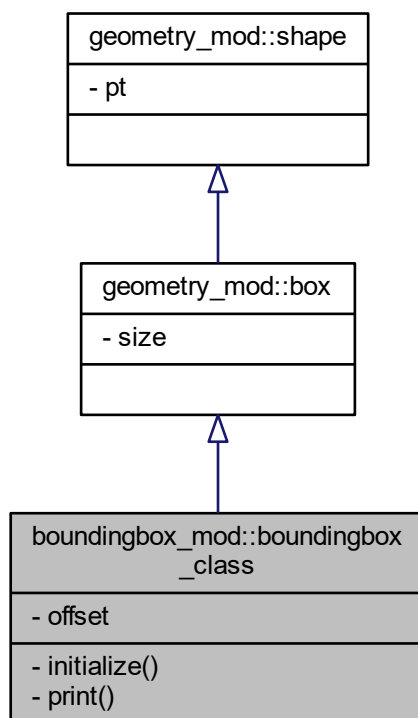 geometry_mod::shape
- pt
geometry_mod::box
- size
boundingbox_mod::boundingbox
_class
- offset
- initialize()
- print()